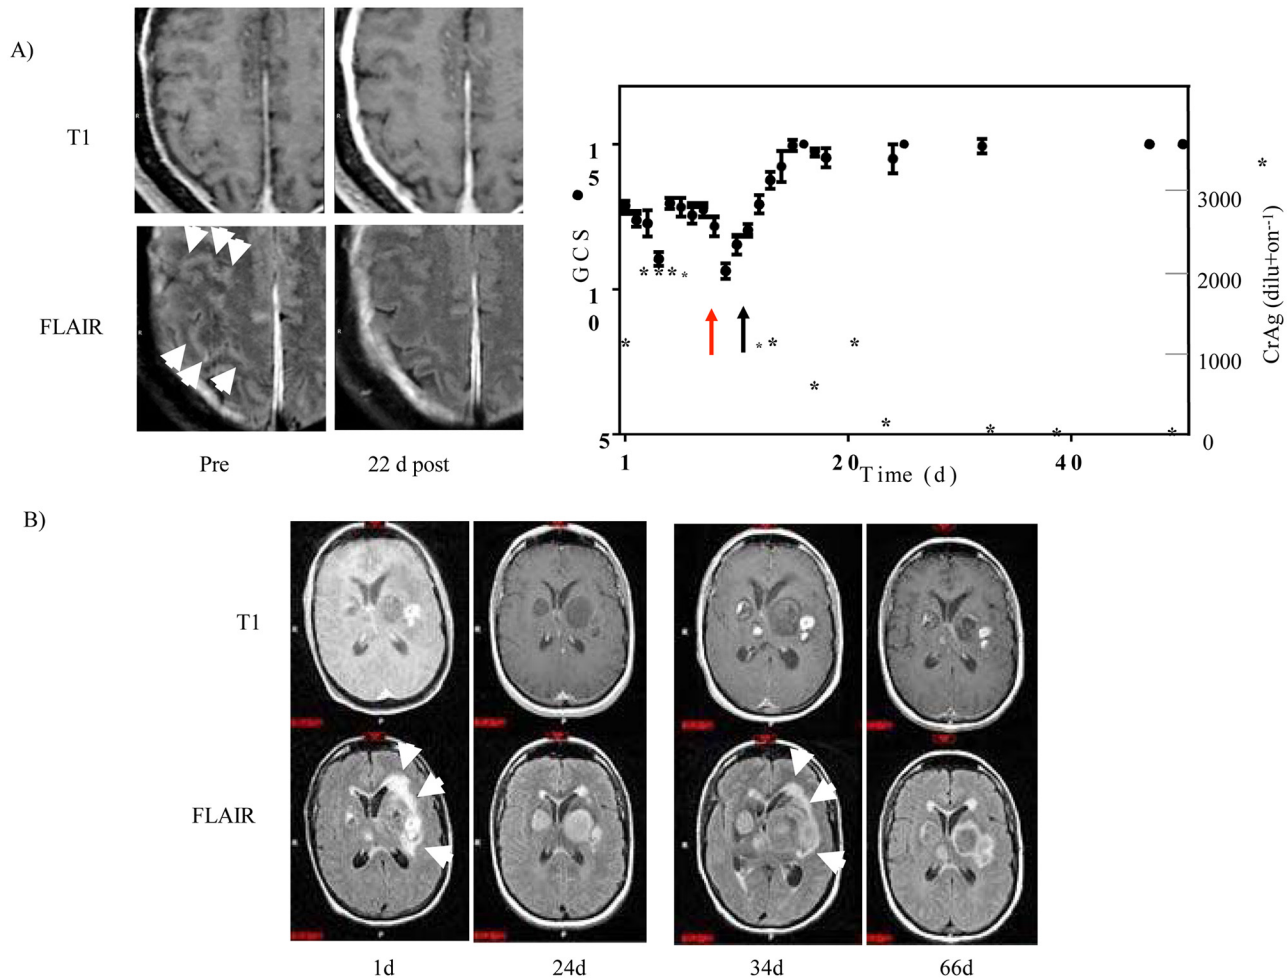 A)
T1
FLAIR
Pre
22 d post
GCS
1
5
1
0
5
1
20
40
Time (d)
3000
2000
1000
0
CrAg (dilu+on⁻¹)
*
B)
T1
FLAIR
1d
24d
34d
66d
R
R
R
R
P
P